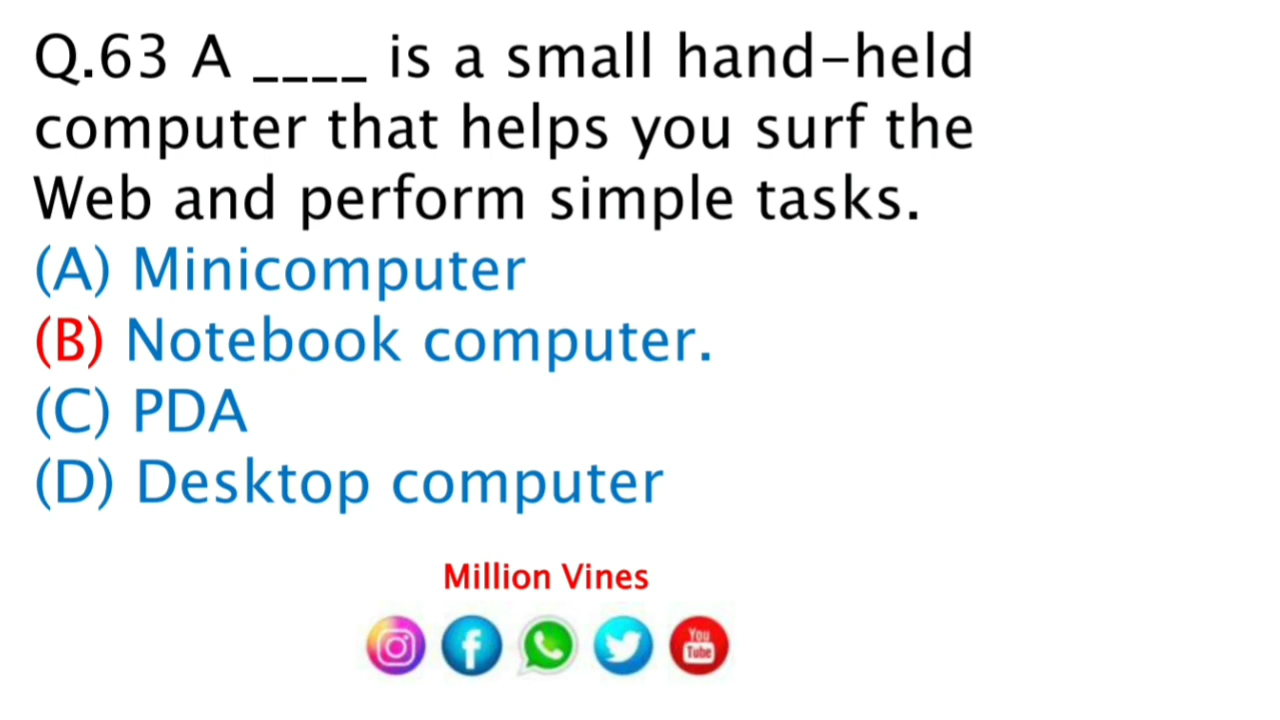 Q.63 A ____ is a small hand-held
computer that helps you surf the
Web and perform simple tasks.
(A) Minicomputer
(B) Notebook computer.
(C) PDA
(D) Desktop computer
Million Vines
You
Tube